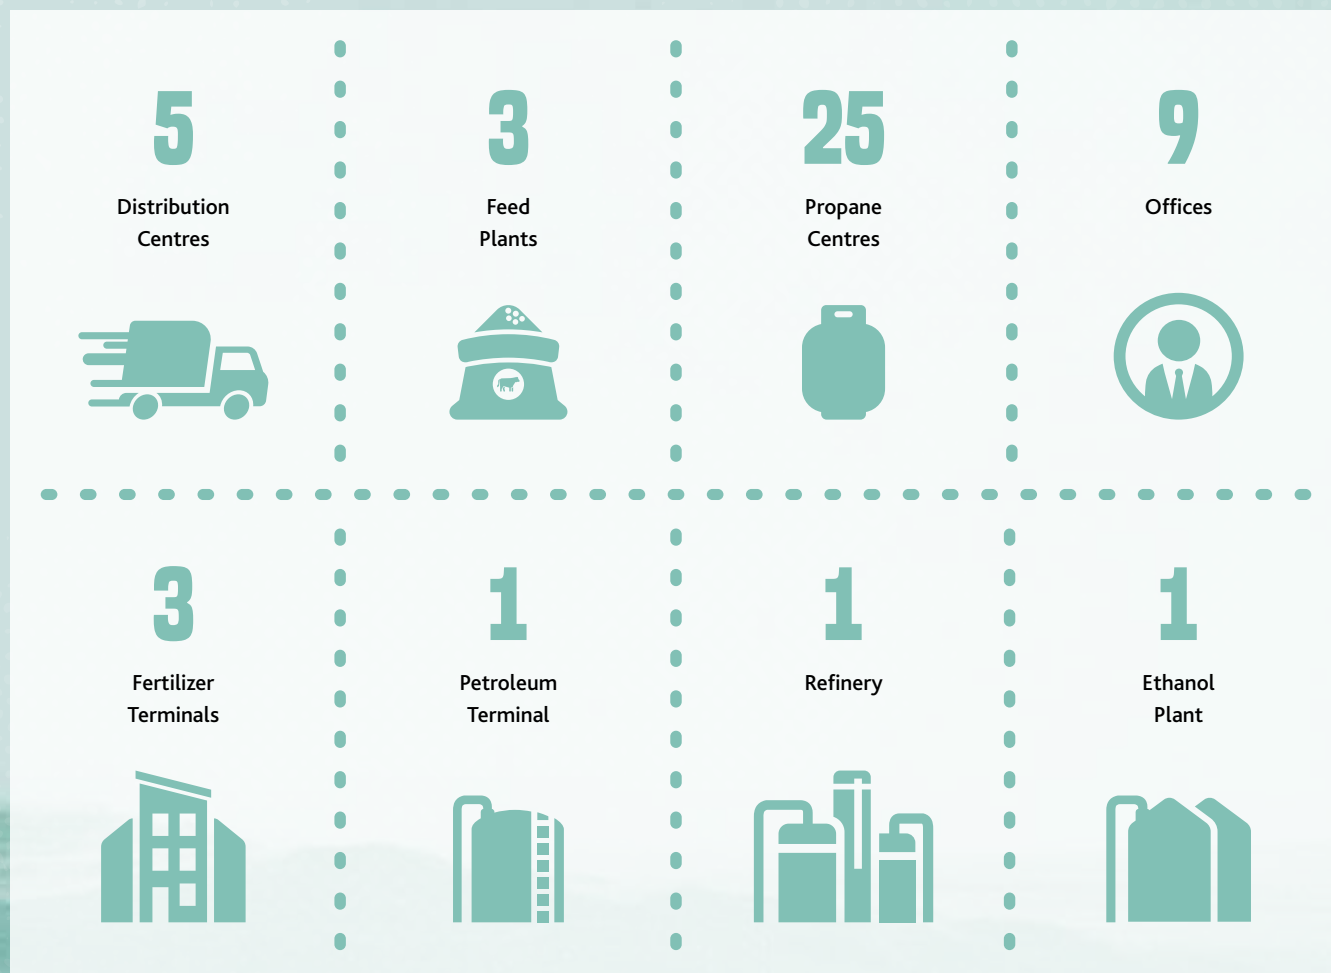 5
Distribution
Centres
3
Feed
Plants
25
Propane
Centres
9
Offices
3
Fertilizer
Terminals
1
Petroleum
Terminal
1
Refinery
1
Ethanol
Plant